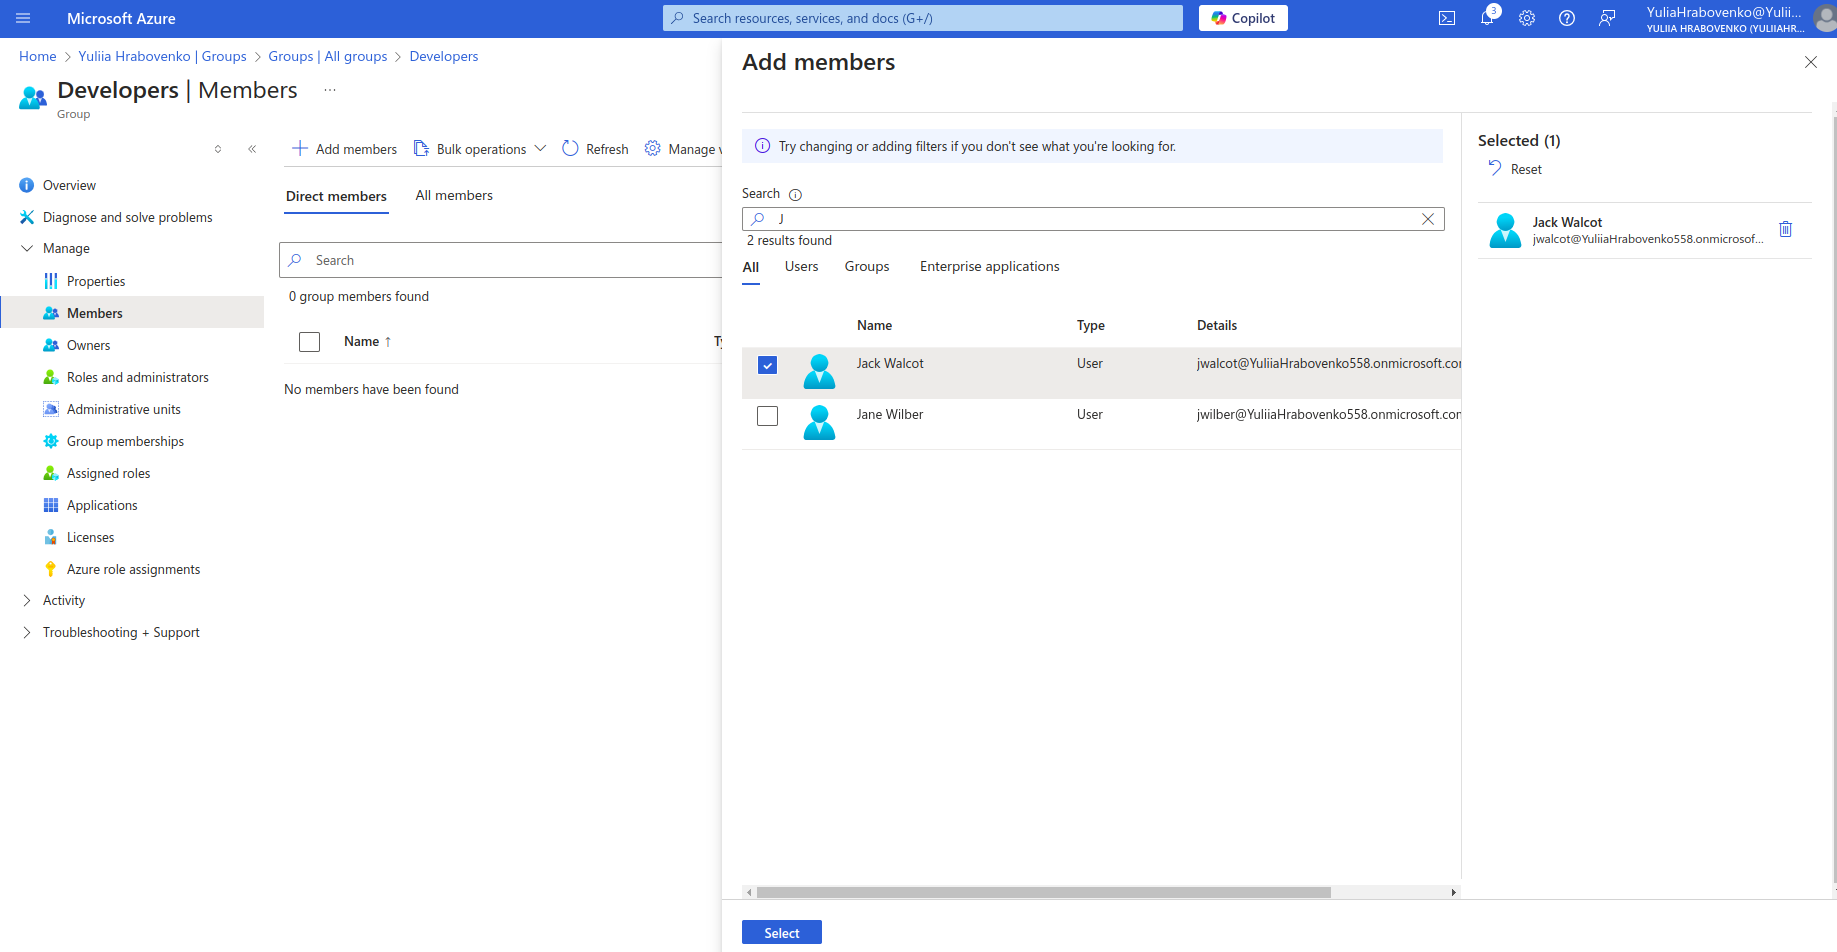 Microsoft Azure
Search resources, services, and docs (G+/)
Copilot
3
YuliaHrabovenko@Yulii...
YULIIA HRABOVENKO (YULIIAHR...
Home > Yuliia Hrabovenko | Groups > Groups | All groups > Developers
Developers | Members ...
Group
Overview
Diagnose and solve problems
Manage
Properties
Members
Owners
Roles and administrators
Administrative units
Group memberships
Assigned roles
Applications
Licenses
Azure role assignments
Activity
Troubleshooting + Support
Add members Bulk operations Refresh Manage v
Direct members All members
Search
0 group members found
Name ↑ Ty
No members have been found
Add members
Try changing or adding filters if you don't see what you're looking for.
Search
J
2 results found
All Users Groups Enterprise applications
Name Type Details
Jack Walcot User jwalcot@YuliiaHrabovenko558.onmicrosoft.com
Jane Wilber User jwilber@YuliiaHrabovenko558.onmicrosoft.com
Select
Selected (1)
Reset
Jack Walcot
jwalcot@YuliiaHrabovenko558.onmicrosof...